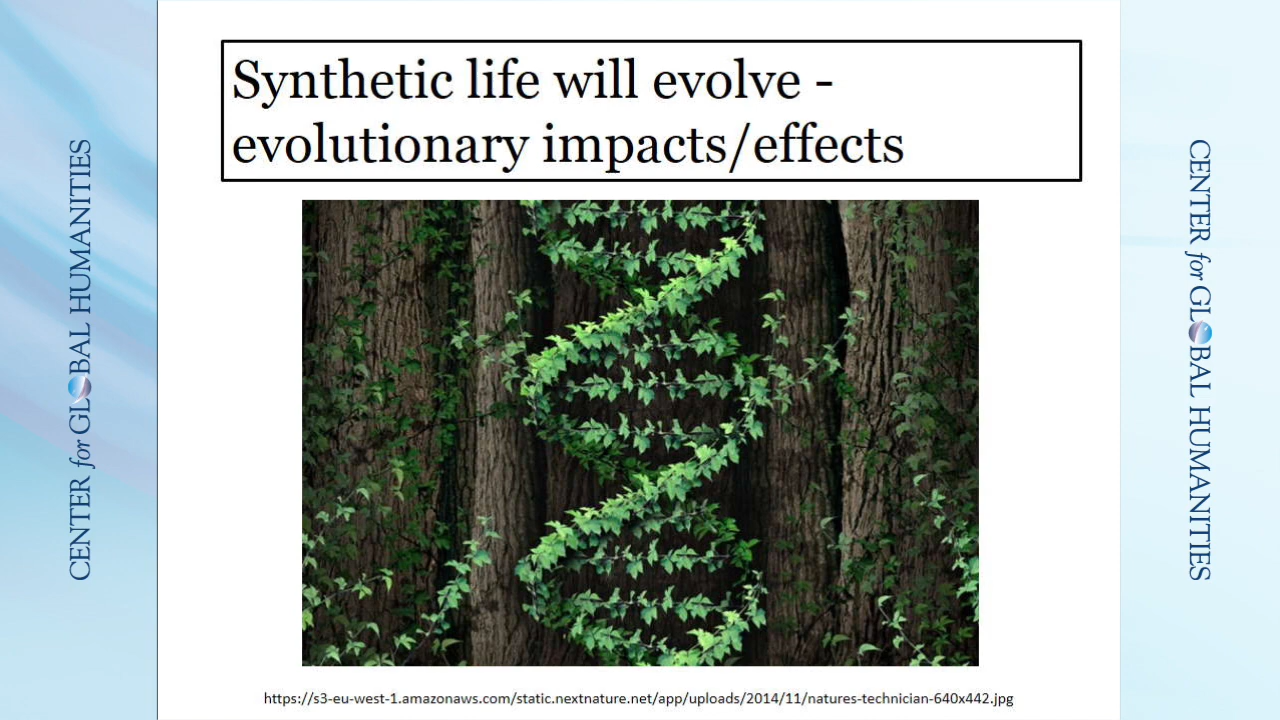 Synthetic life will evolve -
evolutionary impacts/effects
CENTER for GLOBAL HUMANITIES
CENTER for GLOBAL HUMANITIES
https://s3-eu-west-1.amazonaws.com/static.nextnature.net/app/uploads/2014/11/natures-technician-640x442.jpg